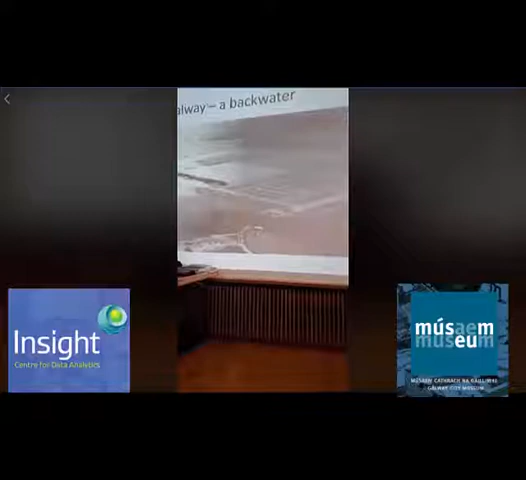 alway – a backwater
Insight
Centre for Data Analytics
músaem
museum
MÚSAEM CATHRACH NA GAILLIMHE
GALWAY CITY MUSEUM